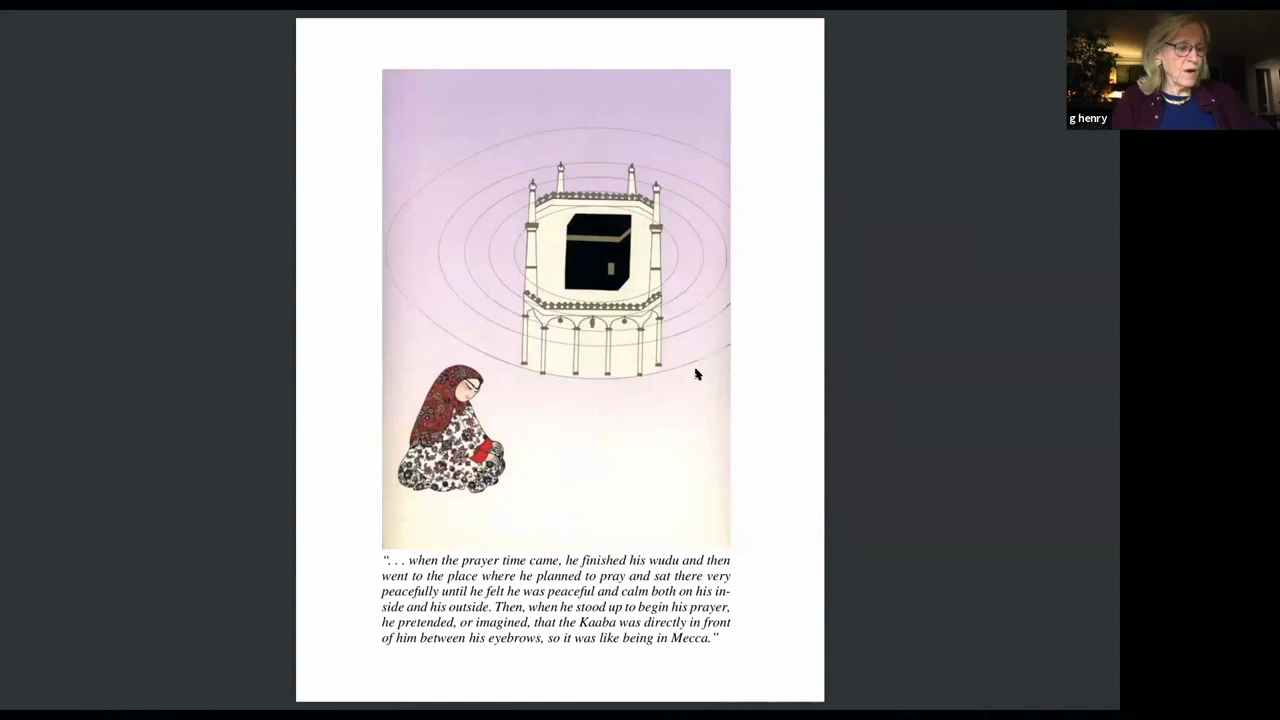 g henry
“. . . when the prayer time came, he finished his wudu and then
went to the place where he planned to pray and sat there very
peacefully until he felt he was peaceful and calm both on his in-
side and his outside. Then, when he stood up to begin his prayer,
he pretended, or imagined, that the Kaaba was directly in front
of him between his eyebrows, so it was like being in Mecca.”